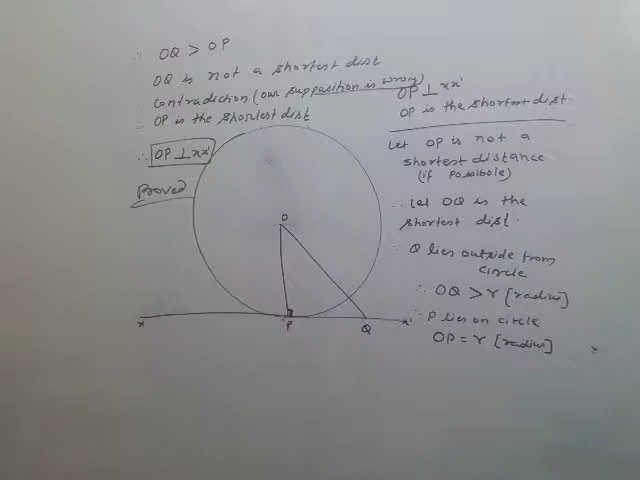 OP ⊥ xx'
OP is the shortest dist.
Let OP is not a
shortest distance
(if possibole)
∴ Let OQ is the
shortest dist.
∵ Q lies outside from
circle
∴ OQ > r [radius]
∵ P lies on circle
OP = r [radius]
∴ OQ > OP
OQ is not a shortest dist
contradiction (our supposition is wrong)
∴ OP is the shortest dist
∴ OP ⊥ xx'
Proved
O
x P Q x'